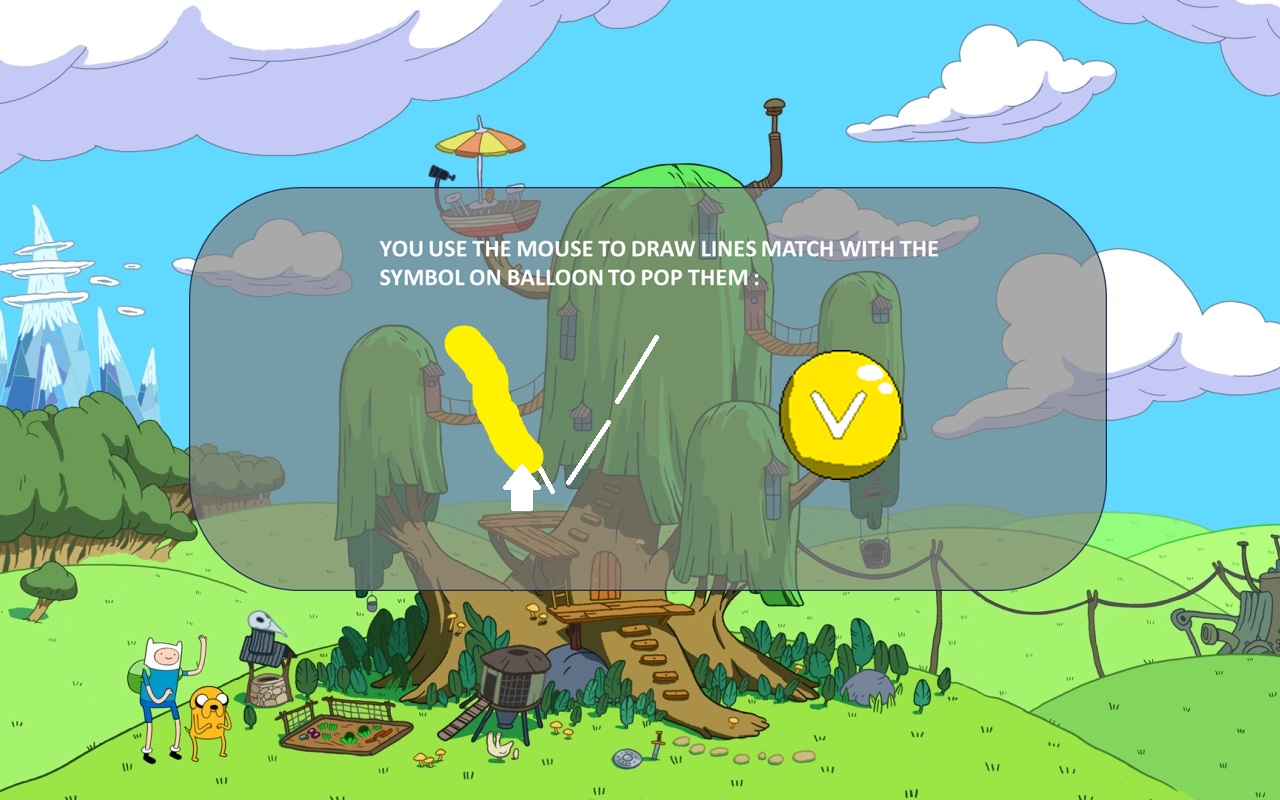 YOU USE THE MOUSE TO DRAW LINES MATCH WITH THE
SYMBOL ON BALLOON TO POP THEM :
V